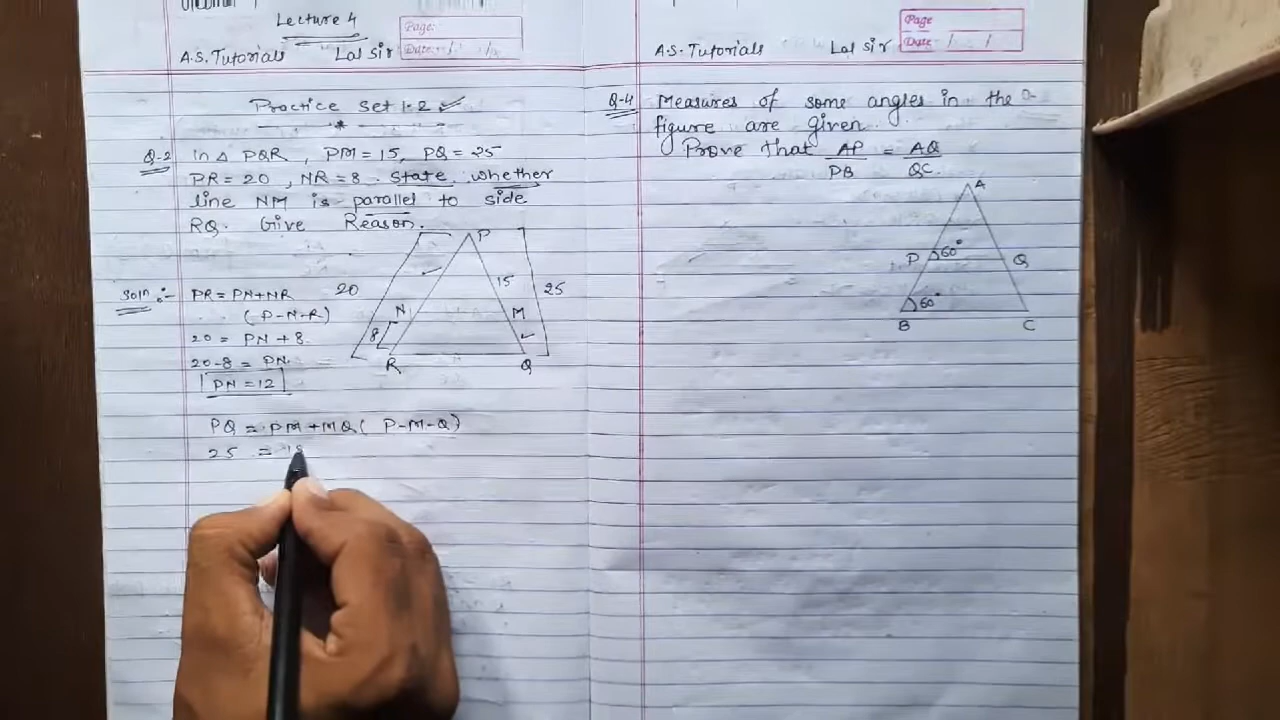 Lecture 4
Page:
Date: / /
A.S. Tutorials Lal Sir
Practice Set 1.2 ✓
Q-2 In △ PQR, PM = 15, PQ = 25
PR = 20, NR = 8. State whether
line NM is parallel to side
RQ. Give Reason.
P
20
15
25
N
M
8
R
Q
Soln :- PR = PN + NR
(P-N-R)
20 = PN + 8
20-8 = PN
PN = 12
PQ = PM + MQ ( P-M-Q)
25 = 15
Page
Date / /
A.S. Tutorials Lal Sir
Q-4 Measures of some angles in the
figure are given.
Prove that AP/PB = AQ/QC.
A
P
60°
Q
60°
B
C